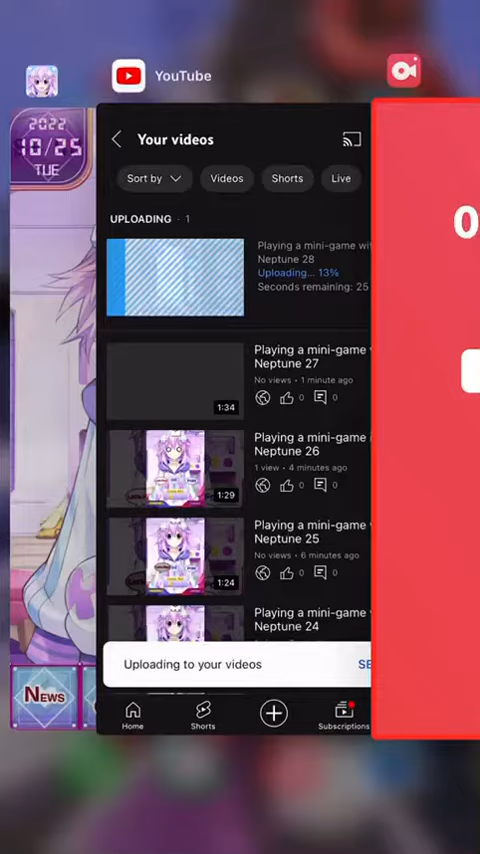 YouTube
2022
10/25
TUE
Your videos
Sort by
Videos
Shorts
Live
UPLOADING · 1
Playing a mini-game wit
Neptune 28
Uploading... 13%
Seconds remaining: 25
Playing a mini-game w
Neptune 27
No views · 1 minute ago
0
0
1:34
Playing a mini-game
Neptune 26
1 view · 4 minutes ago
0
0
1:29
Playing a mini-game
Neptune 25
No views · 6 minutes ago
0
0
1:24
Playing a mini-game
Neptune 24
Uploading to your videos
SE
NEWS
Home
Shorts
Subscriptions
0